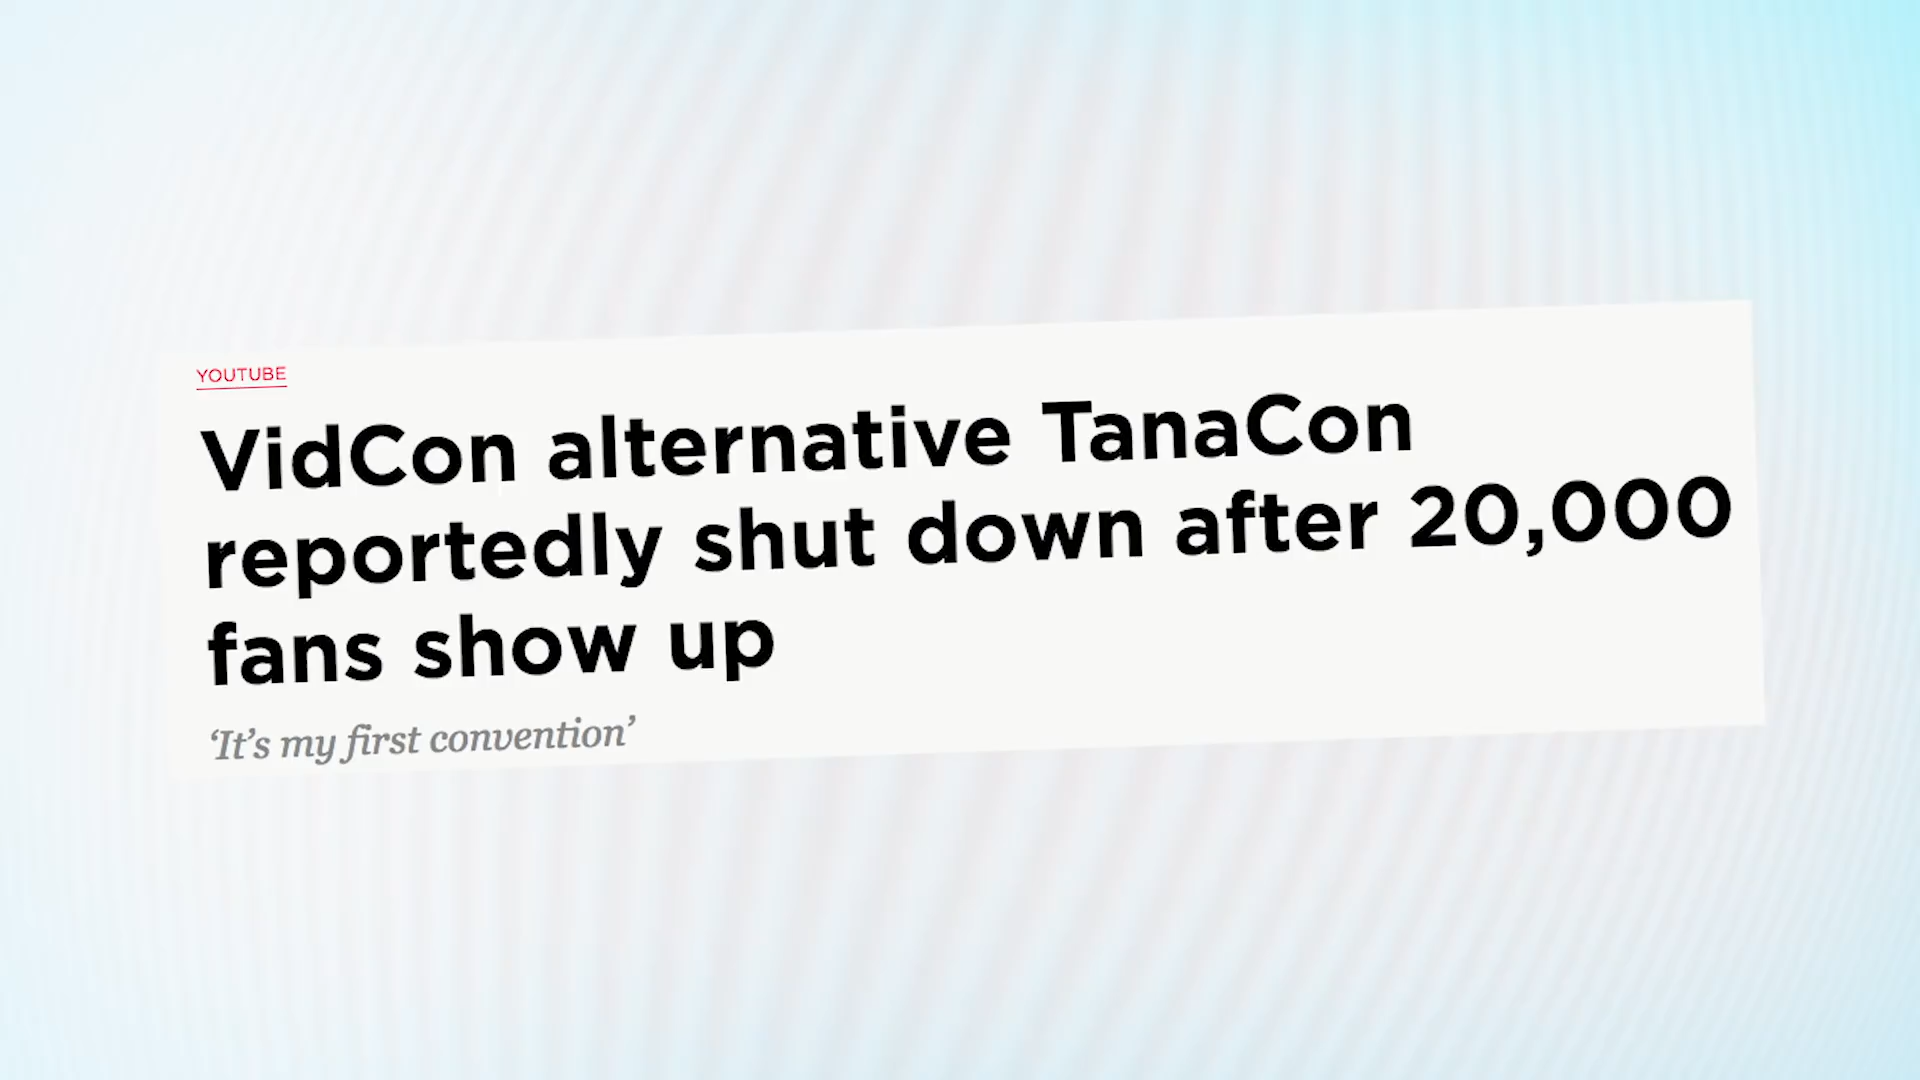 YOUTUBE
VidCon alternative TanaCon
reportedly shut down after 20,000
fans show up
‘It’s my first convention’